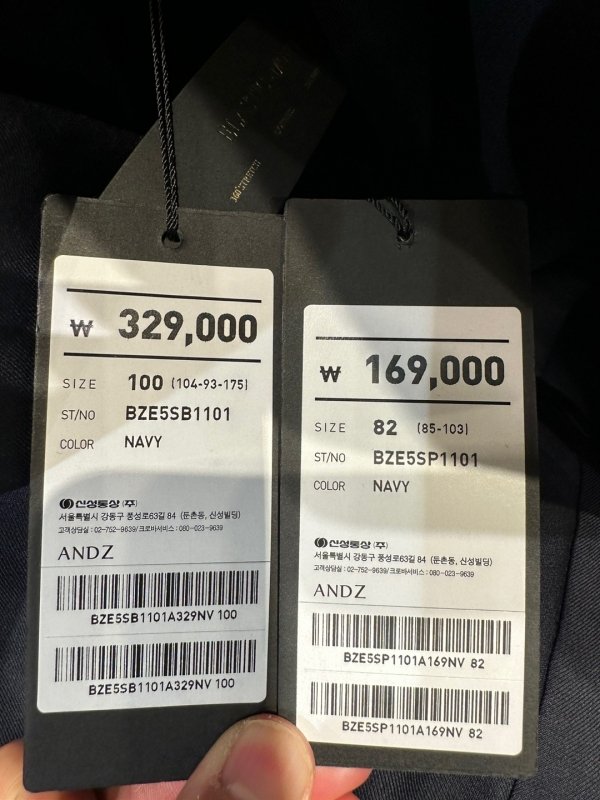 ₩ 329,000
SIZE 100 (104-93-175)
ST/NO BZE5SB1101
COLOR NAVY
신성통상 (주)
서울특별시 강동구 풍성로63길 84 (둔촌동, 신성빌딩)
고객상담실 : 02-752-9639/크로바서비스 : 080-023-9639
ANDZ
BZE5SB1101A329NV 100
BZE5SB1101A329NV 100
₩ 169,000
SIZE 82 (85-103)
ST/NO BZE5SP1101
COLOR NAVY
신성통상 (주)
서울특별시 강동구 풍성로63길 84 (둔촌동, 신성빌딩)
고객상담실 : 02-752-9639/크로바서비스 : 080-023-9639
ANDZ
BZE5SP1101A169NV 82
BZE5SP1101A169NV 82